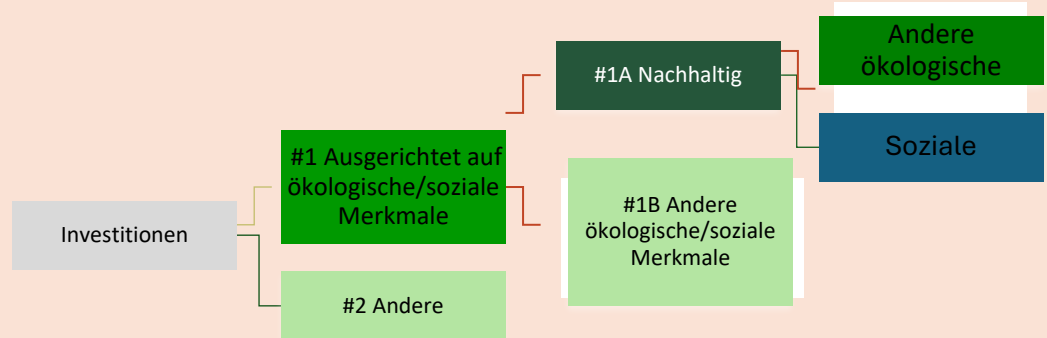 Investitionen
#1 Ausgerichtet auf
ökologische/soziale
Merkmale
#2 Andere
#1A Nachhaltig
#1B Andere
ökologische/soziale
Merkmale
Andere
ökologische
Soziale